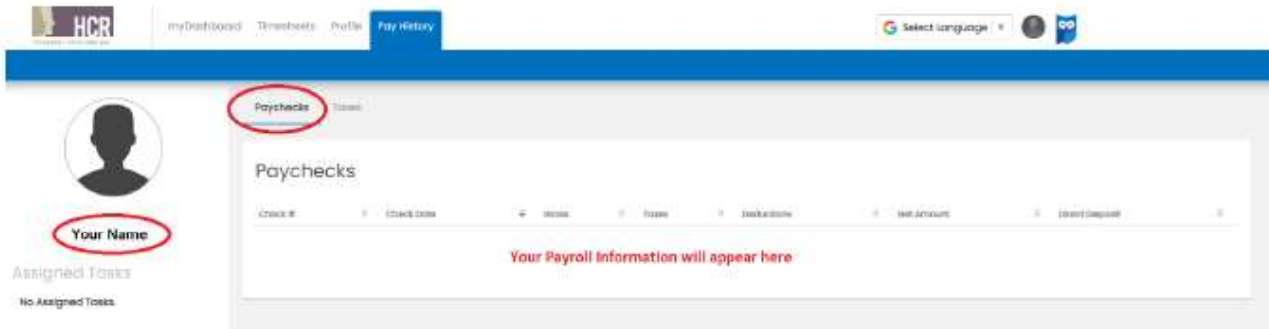 HCR
myDashboard Timesheets Profile Pay History
Select Language
Paychecks Taxes
Paychecks
Check # Check Date Gross Taxes Deductions Net Amount Direct Deposit
Your Payroll Information will appear here
Your Name
Assigned Tasks
No Assigned Tasks